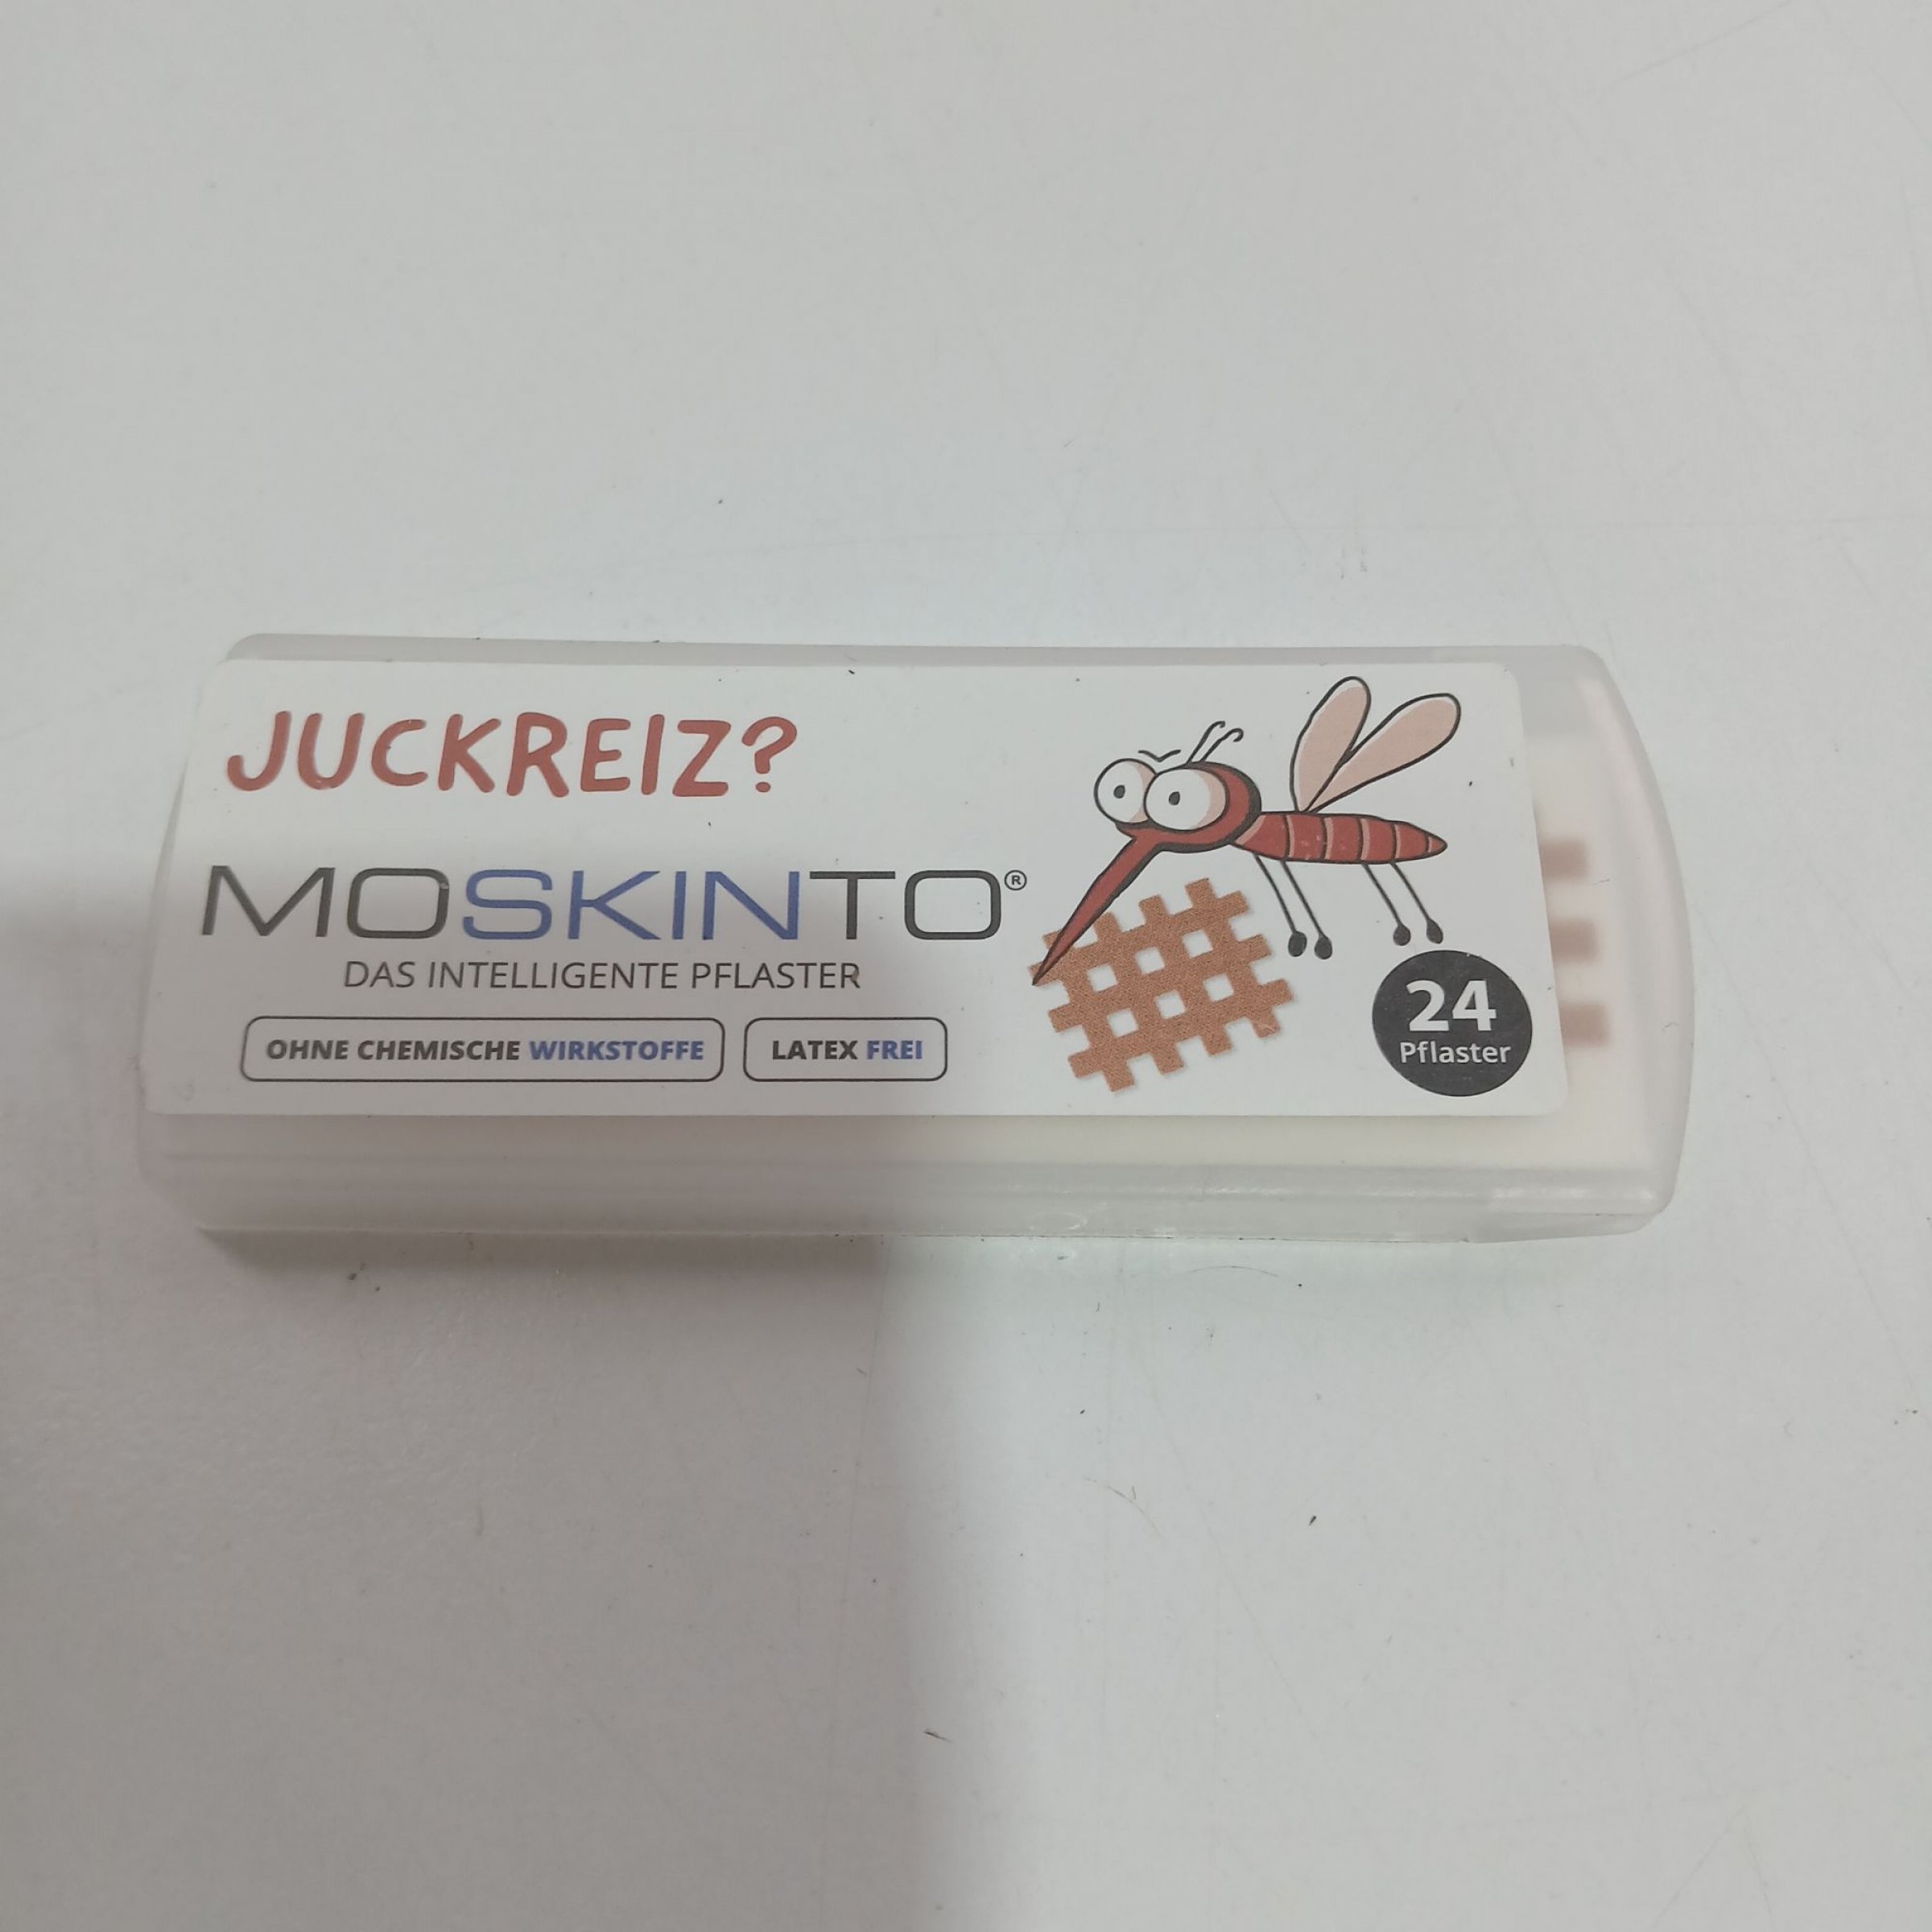 JUCKREIZ?
MOSKINTO®
DAS INTELLIGENTE PFLASTER
OHNE CHEMISCHE WIRKSTOFFE
LATEX FREI
24
Pflaster